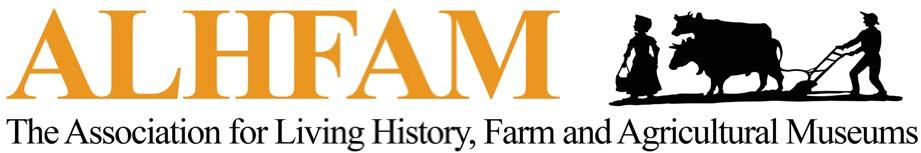 ALHFAM
The Association for Living History, Farm and Agricultural Museums